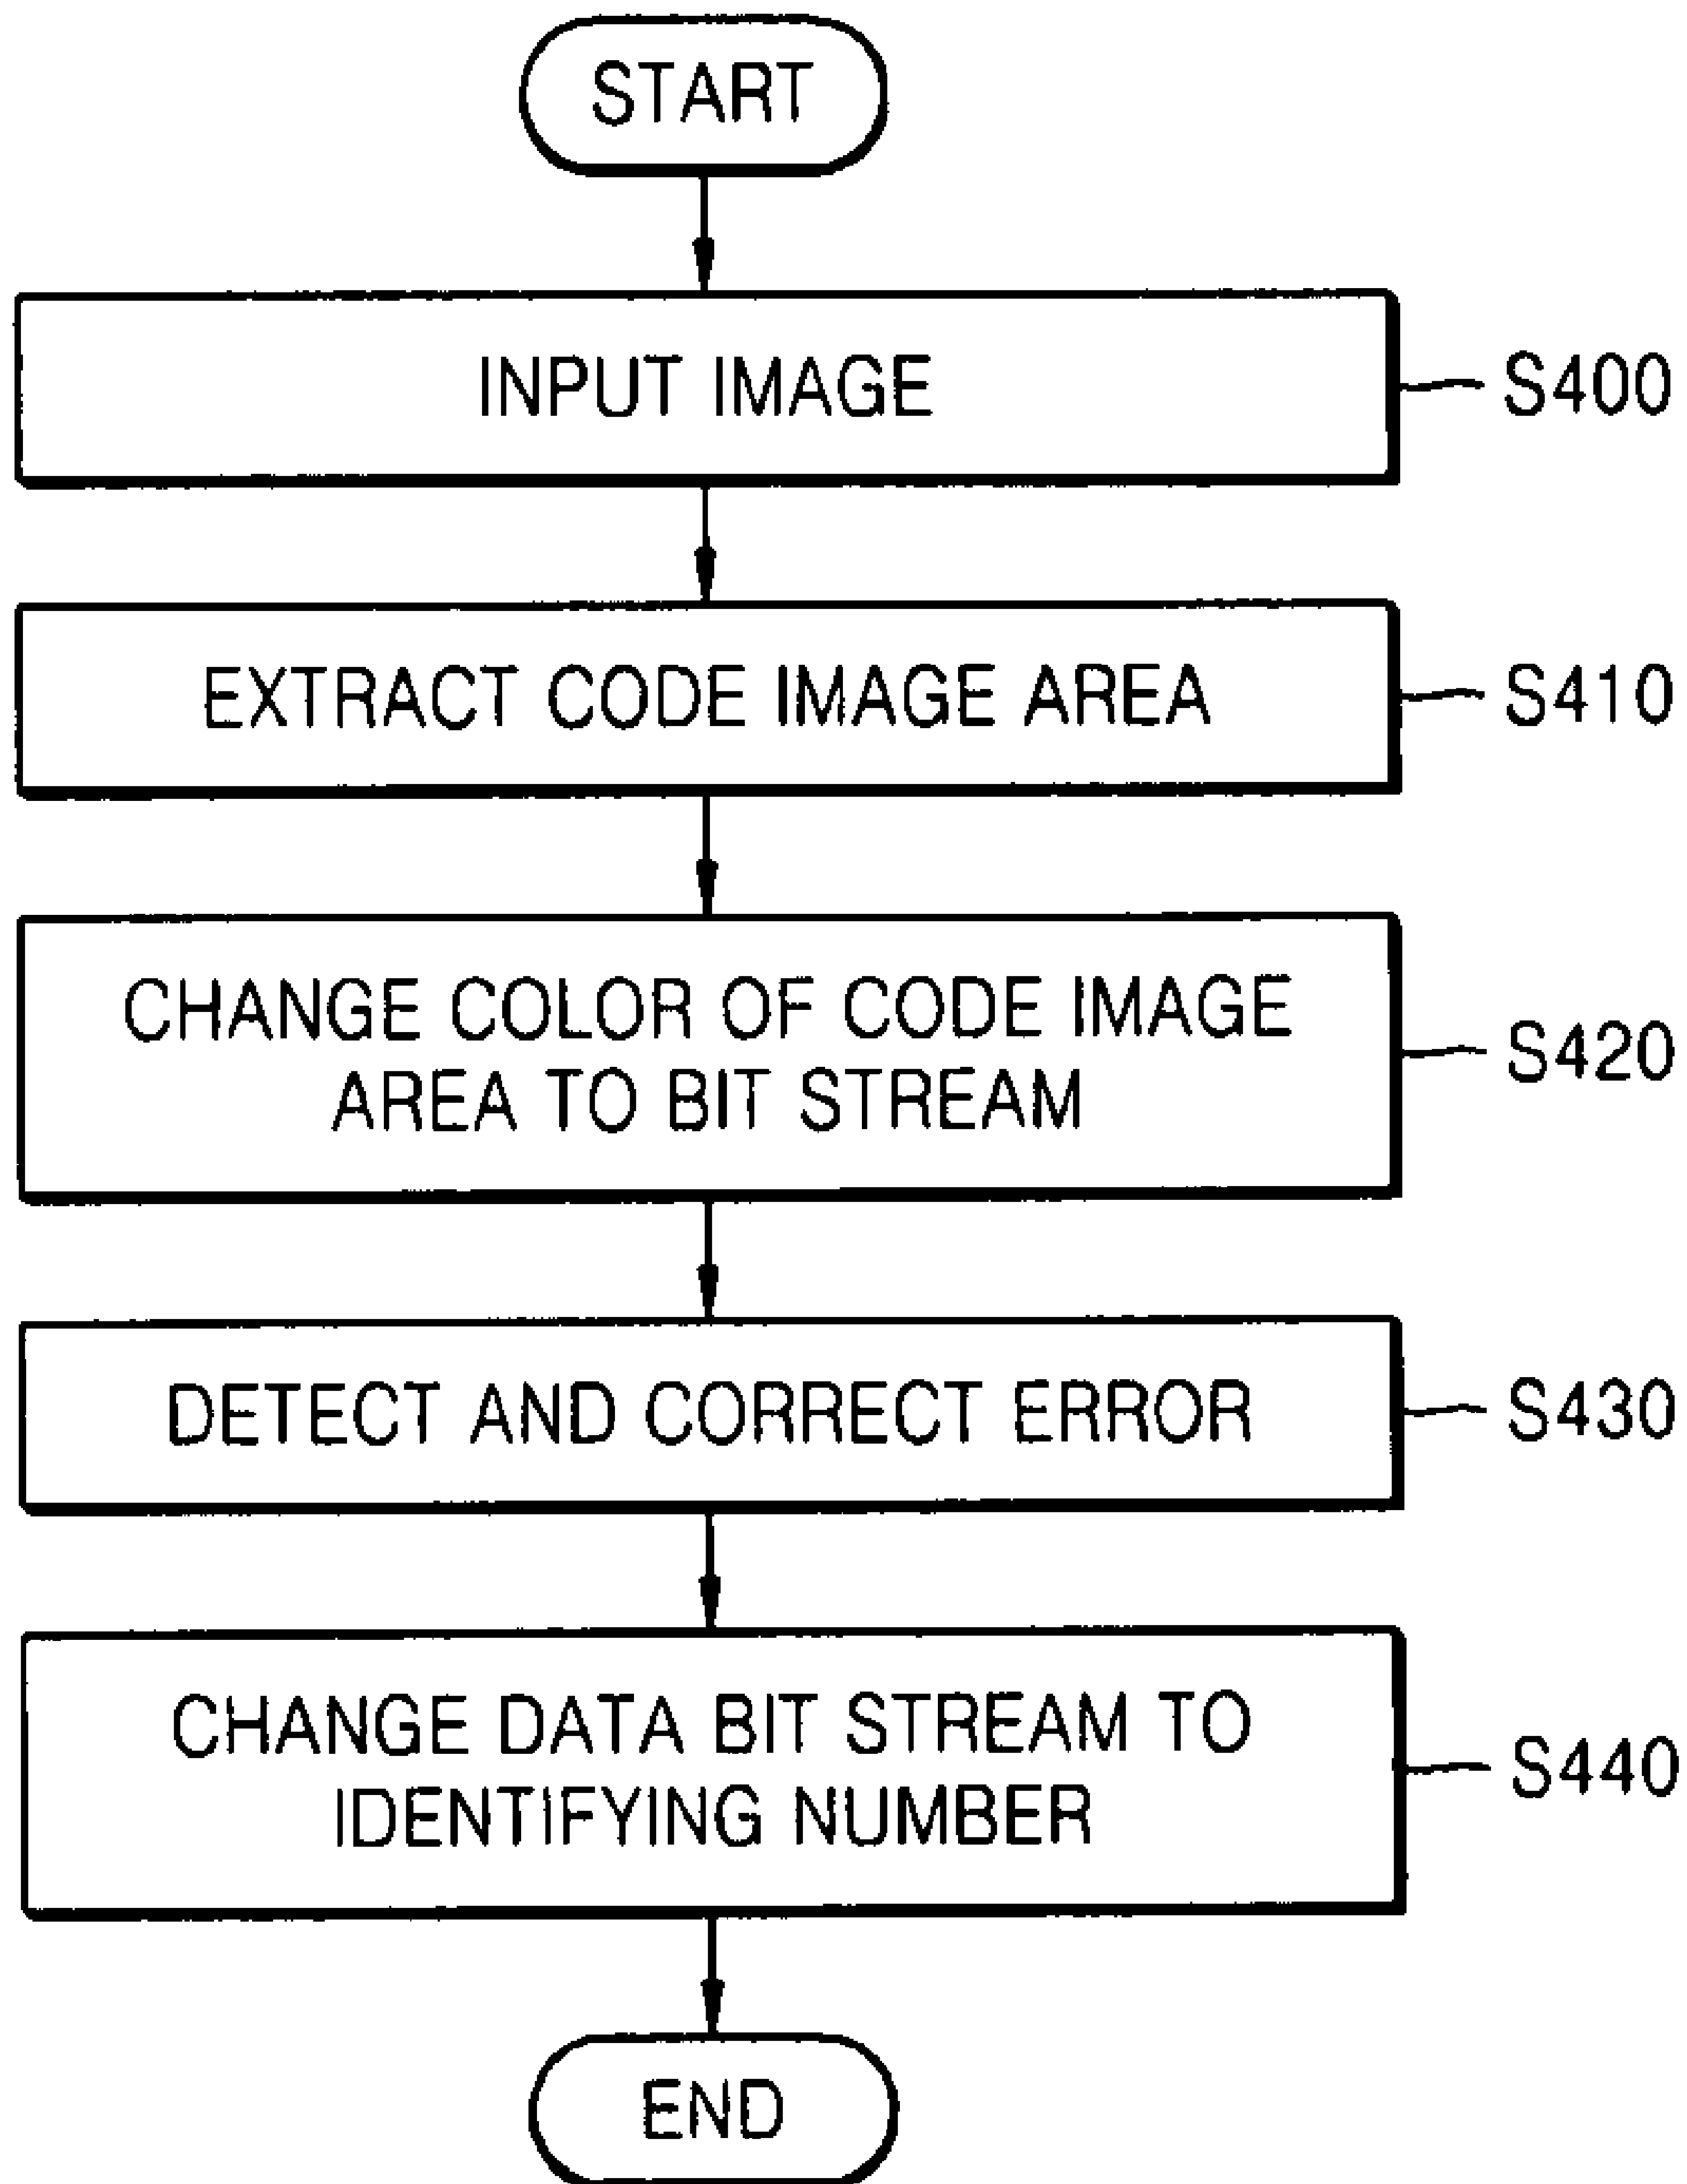 START
INPUT IMAGE
S400
EXTRACT CODE IMAGE AREA
S410
CHANGE COLOR OF CODE IMAGE
AREA TO BIT STREAM
S420
DETECT AND CORRECT ERROR
S430
CHANGE DATA BIT STREAM TO
IDENTIFYING NUMBER
S440
END